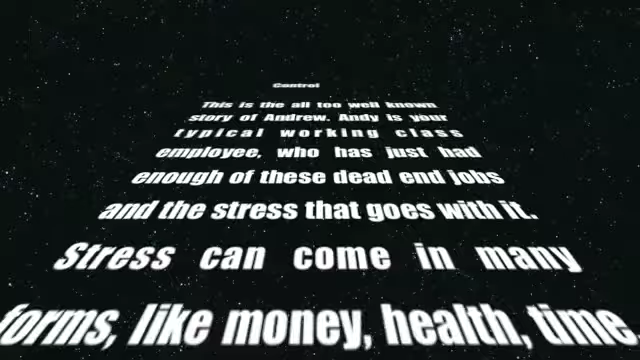 Control
This is the all too well known
story of Andrew. Andy is your
typical working class
employee, who has just had
enough of these dead end jobs
and the stress that goes with it.
Stress can come in many
forms, like money, health, time.